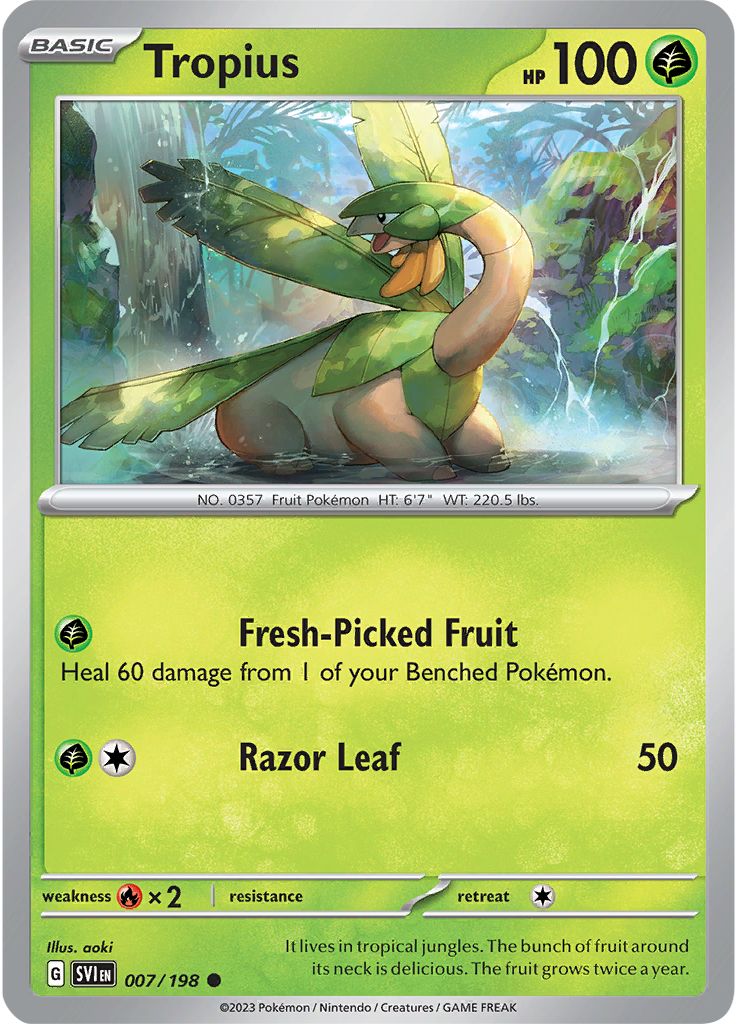 BASIC
Tropius
HP 100
NO. 0357 Fruit Pokémon HT: 6'7" WT: 220.5 lbs.
Fresh-Picked Fruit
Heal 60 damage from 1 of your Benched Pokémon.
Razor Leaf 50
weakness ×2 resistance retreat
Illus. aoki
G SVI EN 007/198
It lives in tropical jungles. The bunch of fruit around
its neck is delicious. The fruit grows twice a year.
©2023 Pokémon / Nintendo / Creatures / GAME FREAK